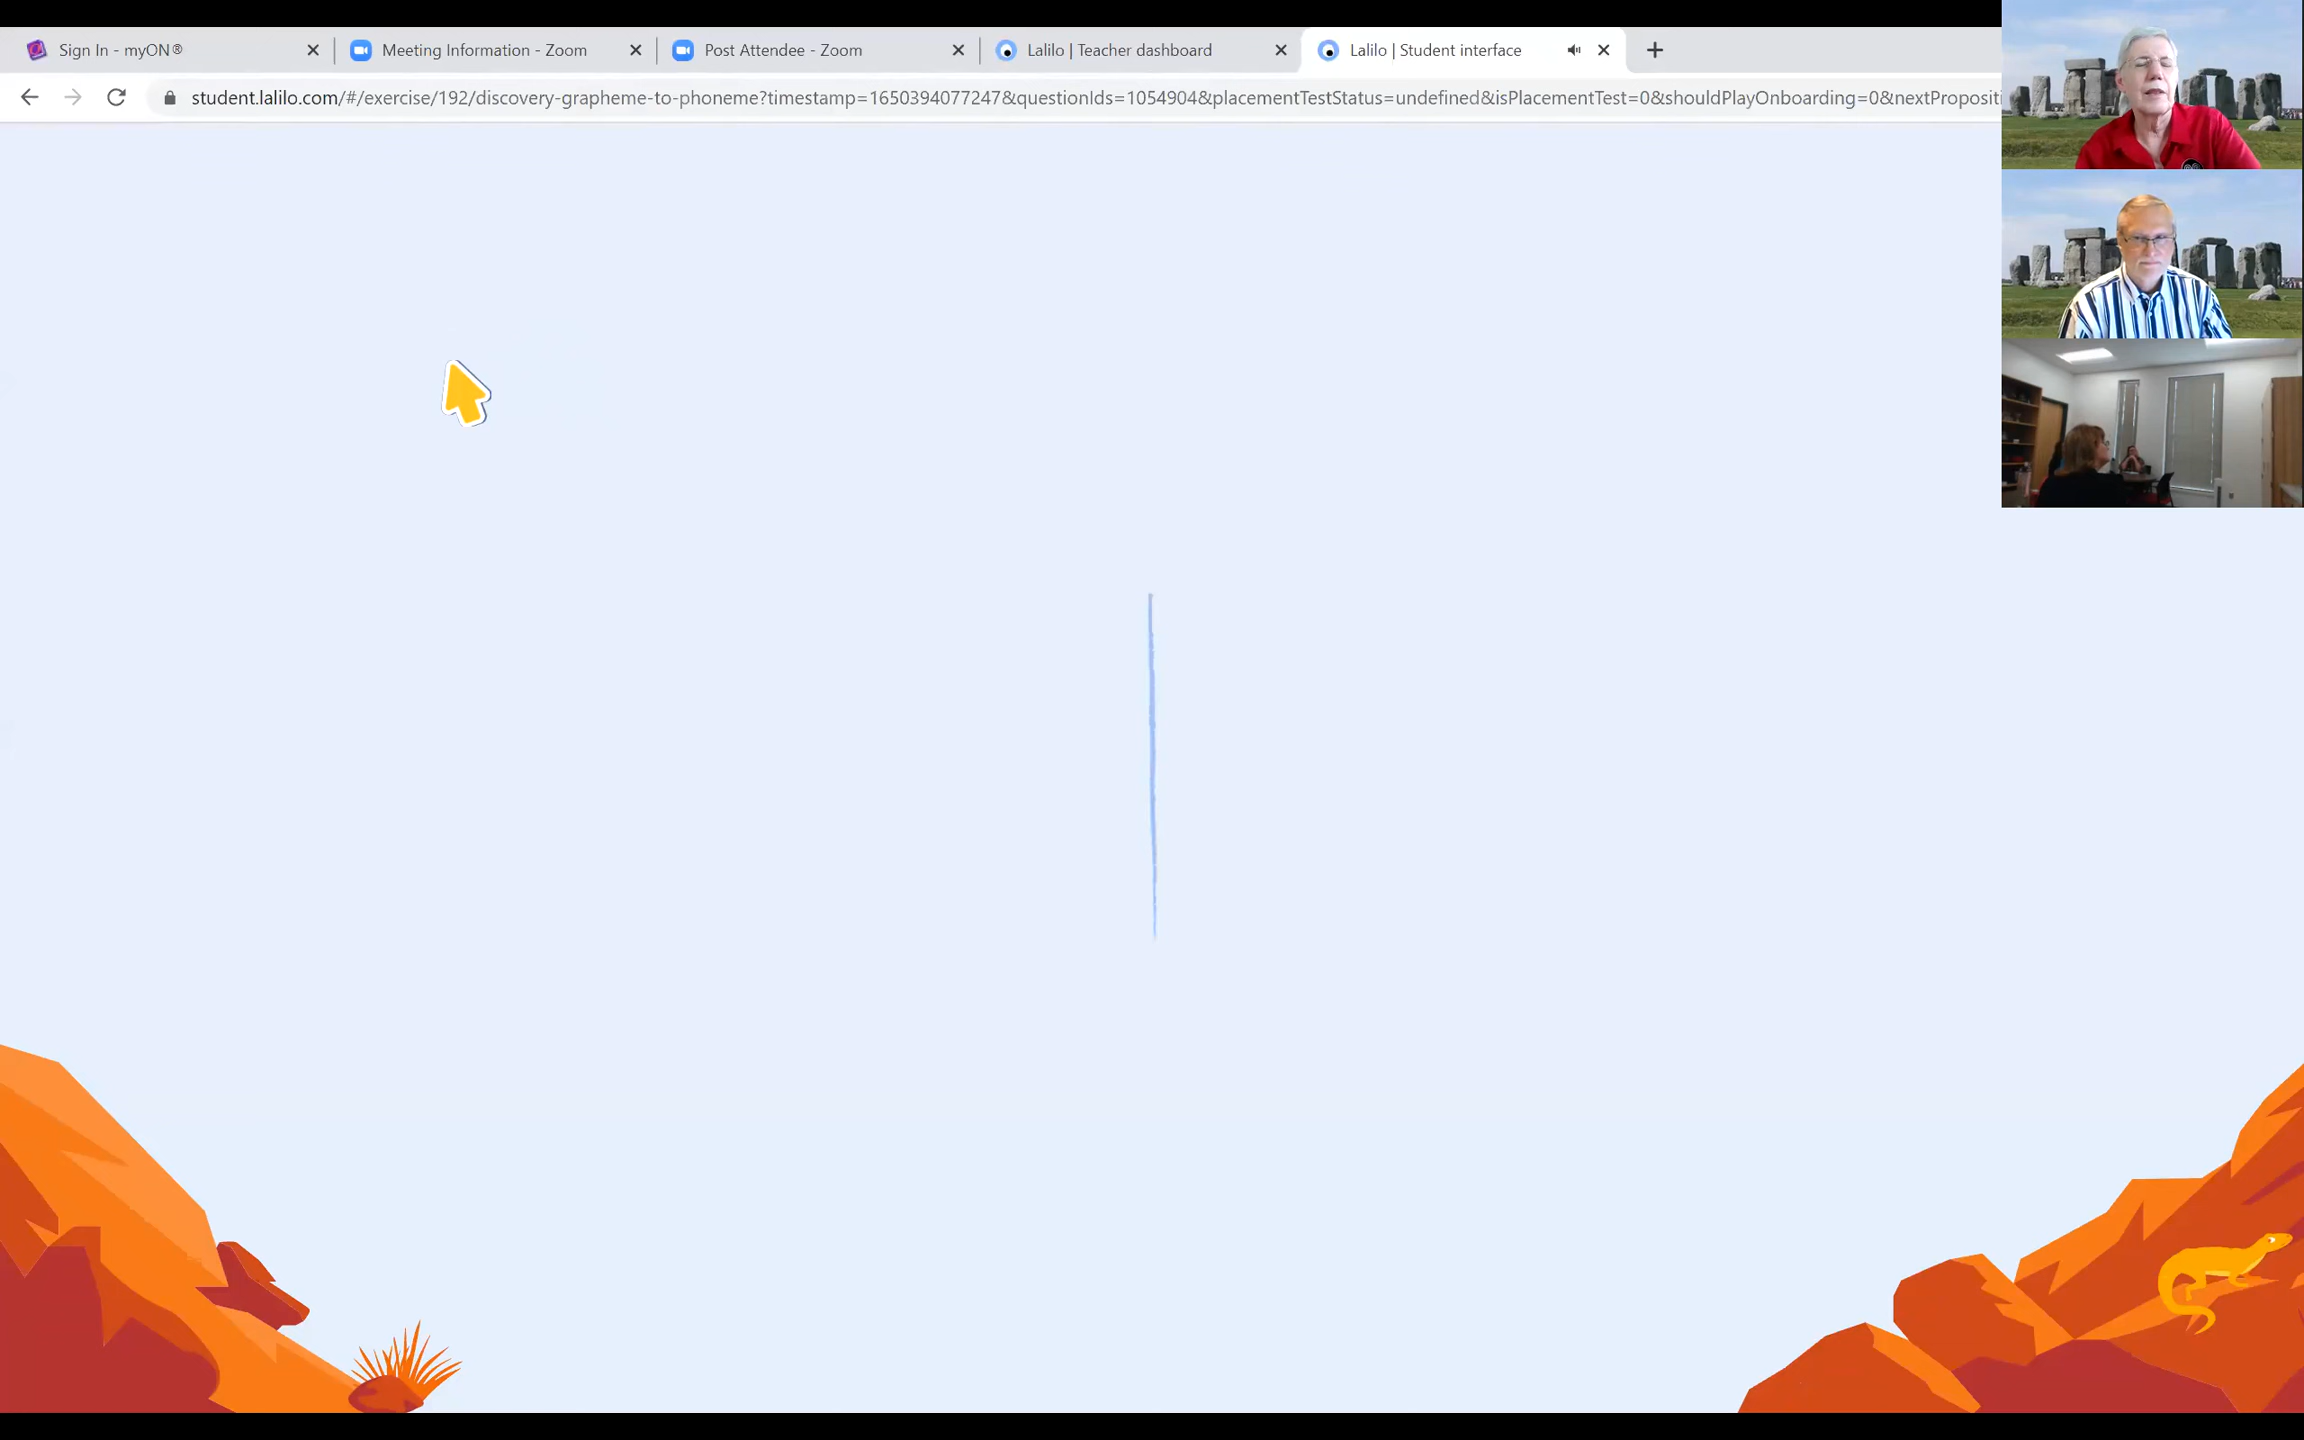 Sign In - myON®
Meeting Information - Zoom
Post Attendee - Zoom
Lalilo | Teacher dashboard
Lalilo | Student interface
student.lalilo.com/#/exercise/192/discovery-grapheme-to-phoneme?timestamp=1650394077247&questionIds=1054904&placementTestStatus=undefined&isPlacementTest=0&shouldPlayOnboarding=0&nextPropositi